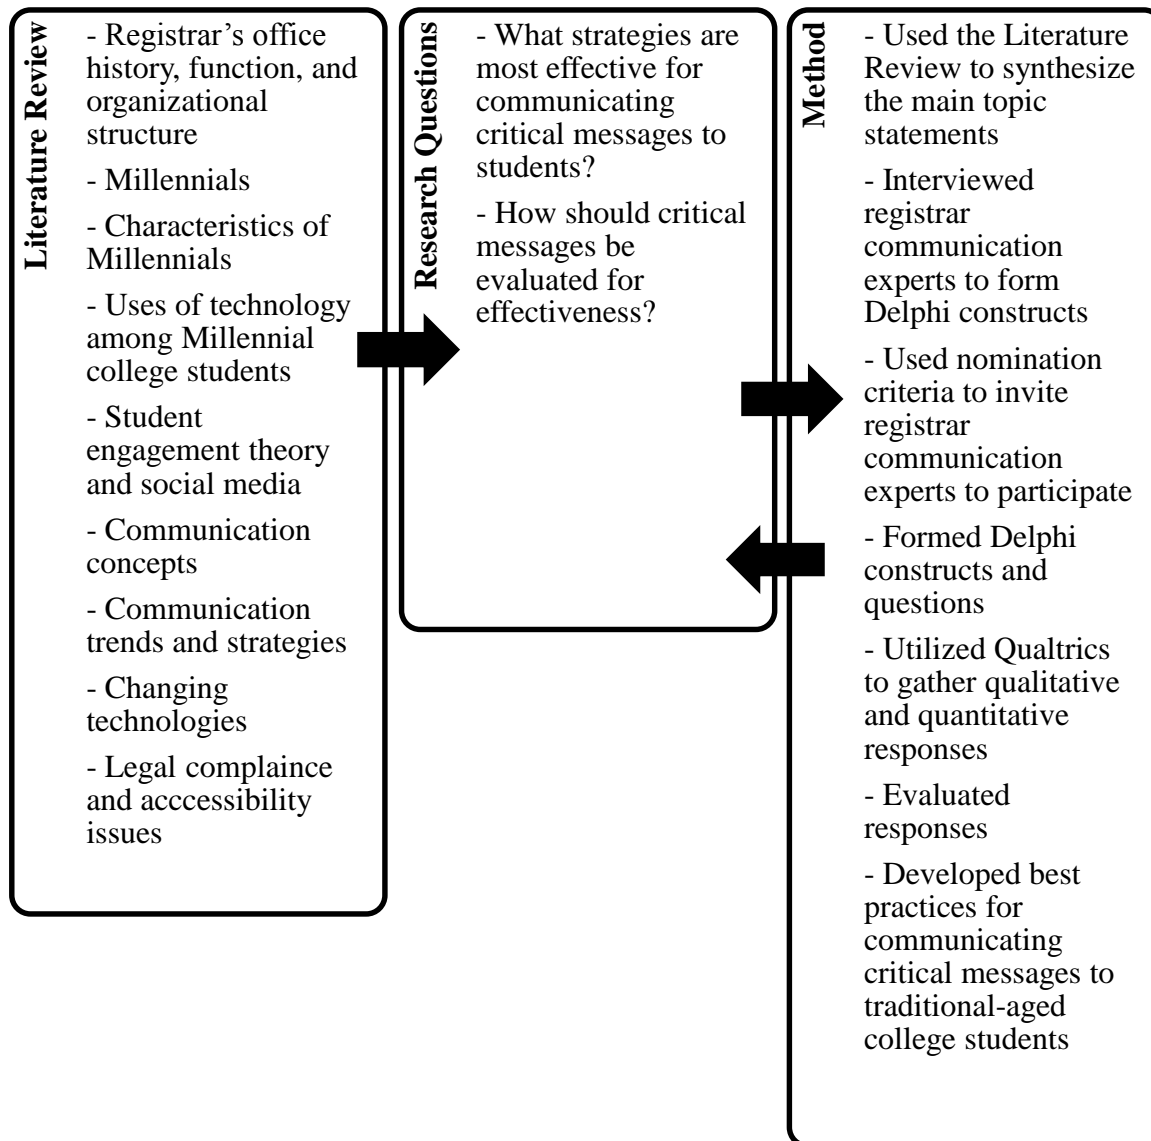 Literature Review
- Registrar’s office
history, function, and
organizational
structure
- Millennials
- Characteristics of
Millennials
- Uses of technology
among Millennial
college students
- Student
engagement theory
and social media
- Communication
concepts
- Communication
trends and strategies
- Changing
technologies
- Legal complaince
and acccessibility
issues
Research Questions
- What strategies are
most effective for
communicating
critical messages to
students?
- How should critical
messages be
evaluated for
effectiveness?
Method
- Used the Literature
Review to synthesize
the main topic
statements
- Interviewed
registrar
communication
experts to form
Delphi constructs
- Used nomination
criteria to invite
registrar
communication
experts to participate
- Formed Delphi
constructs and
questions
- Utilized Qualtrics
to gather qualitative
and quantitative
responses
- Evaluated
responses
- Developed best
practices for
communicating
critical messages to
traditional-aged
college students